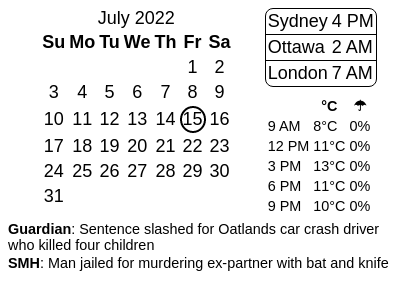 July 2022
Su Mo Tu We Th Fr Sa
1 2
3 4 5 6 7 8 9
10 11 12 13 14 15 16
17 18 19 20 21 22 23
24 25 26 27 28 29 30
31
Sydney 4 PM
Ottawa 2 AM
London 7 AM
°C ☂
9 AM 8°C 0%
12 PM 11°C 0%
3 PM 13°C 0%
6 PM 11°C 0%
9 PM 10°C 0%
Guardian: Sentence slashed for Oatlands car crash driver
who killed four children
SMH: Man jailed for murdering ex-partner with bat and knife